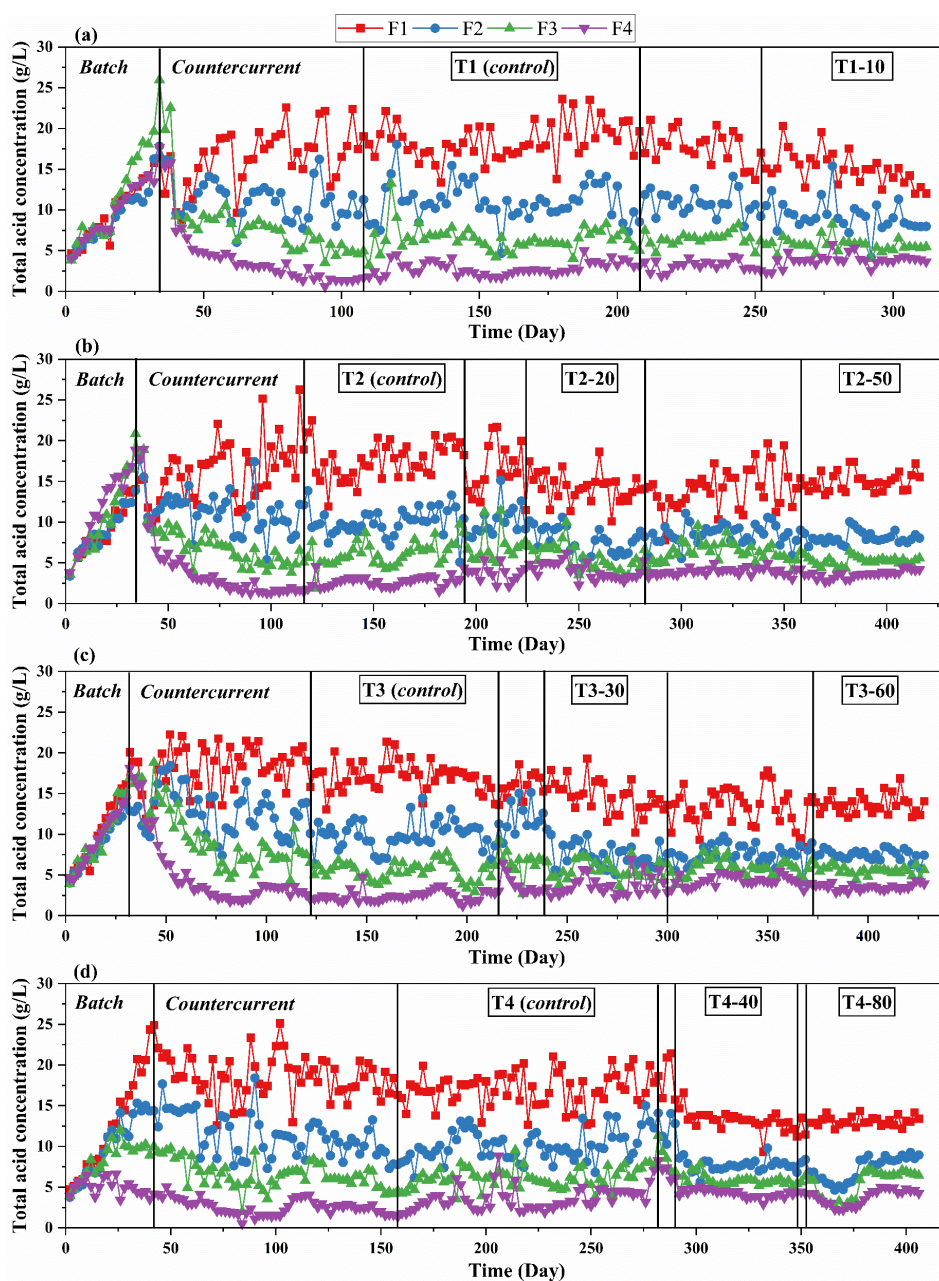 F1 F2 F3 F4
(a)
Batch Countercurrent T1 (control) T1-10
Total acid concentration (g/L)
30
25
20
15
10
5
0
0 50 100 150 200 250 300
Time (Day)
(b)
Batch Countercurrent T2 (control) T2-20 T2-50
Total acid concentration (g/L)
30
25
20
15
10
5
0
0 50 100 150 200 250 300 350 400
Time (Day)
(c)
Batch Countercurrent T3 (control) T3-30 T3-60
Total acid concentration (g/L)
30
25
20
15
10
5
0
0 50 100 150 200 250 300 350 400
Time (Day)
(d)
Batch Countercurrent T4 (control) T4-40 T4-80
Total acid concentration (g/L)
30
25
20
15
10
5
0
0 50 100 150 200 250 300 350 400
Time (Day)